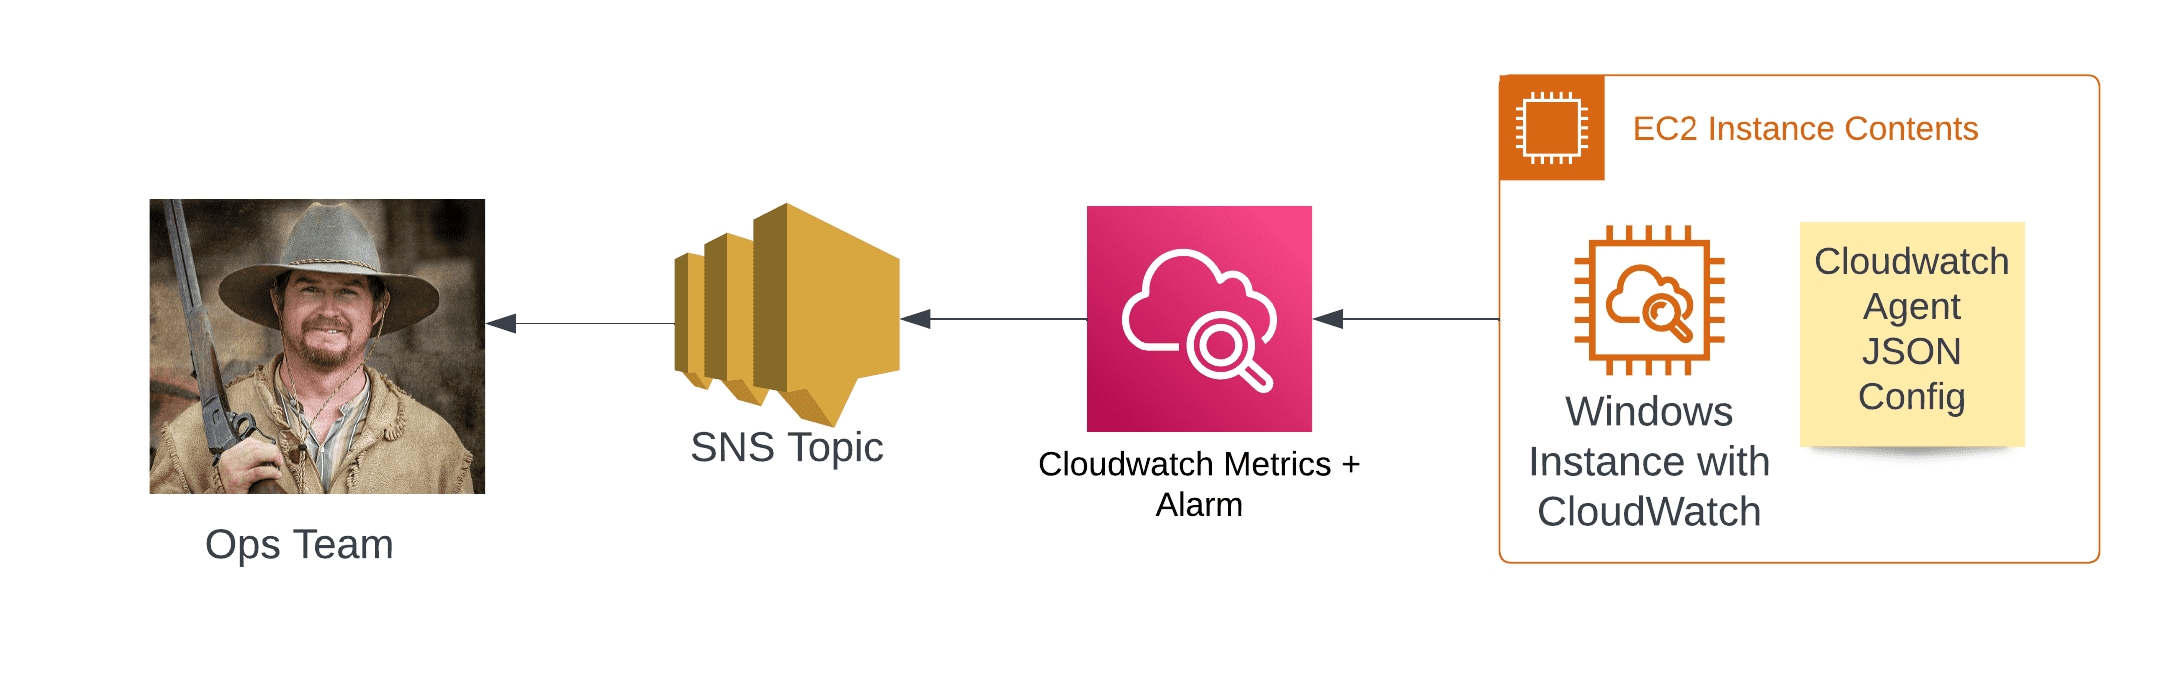 EC2 Instance Contents
Cloudwatch
Agent
JSON
Config
Windows
Instance with
CloudWatch
Cloudwatch Metrics +
Alarm
SNS Topic
Ops Team